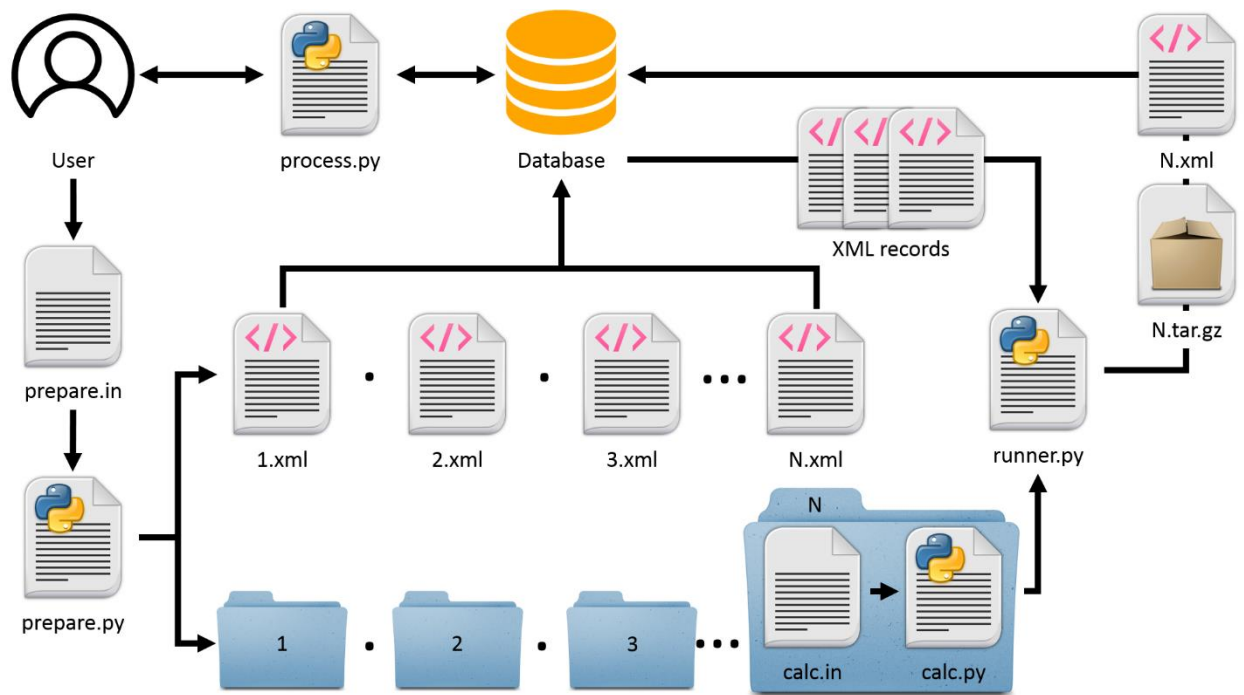 </>
</>
User
process.py
Database
</>
</>
</>
N.xml
XML records
prepare.in
</>
</>
</>
</>
N.tar.gz
1.xml
2.xml
3.xml
N.xml
runner.py
prepare.py
N
1
2
3
calc.in
calc.py